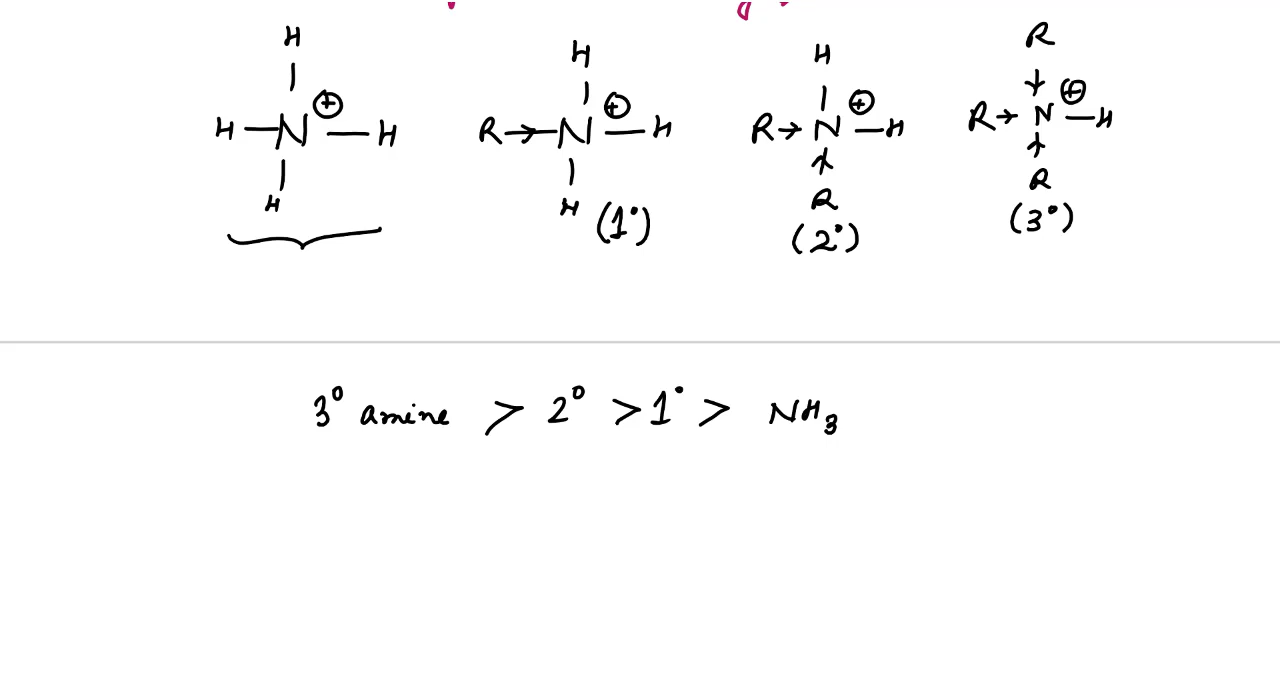 H H H R
H—N⊕—H R→N⊕—H R→N⊕—H R→N⊕—H
H H R R
(1°) (2°) (3°)
3° amine > 2° > 1° > NH₃